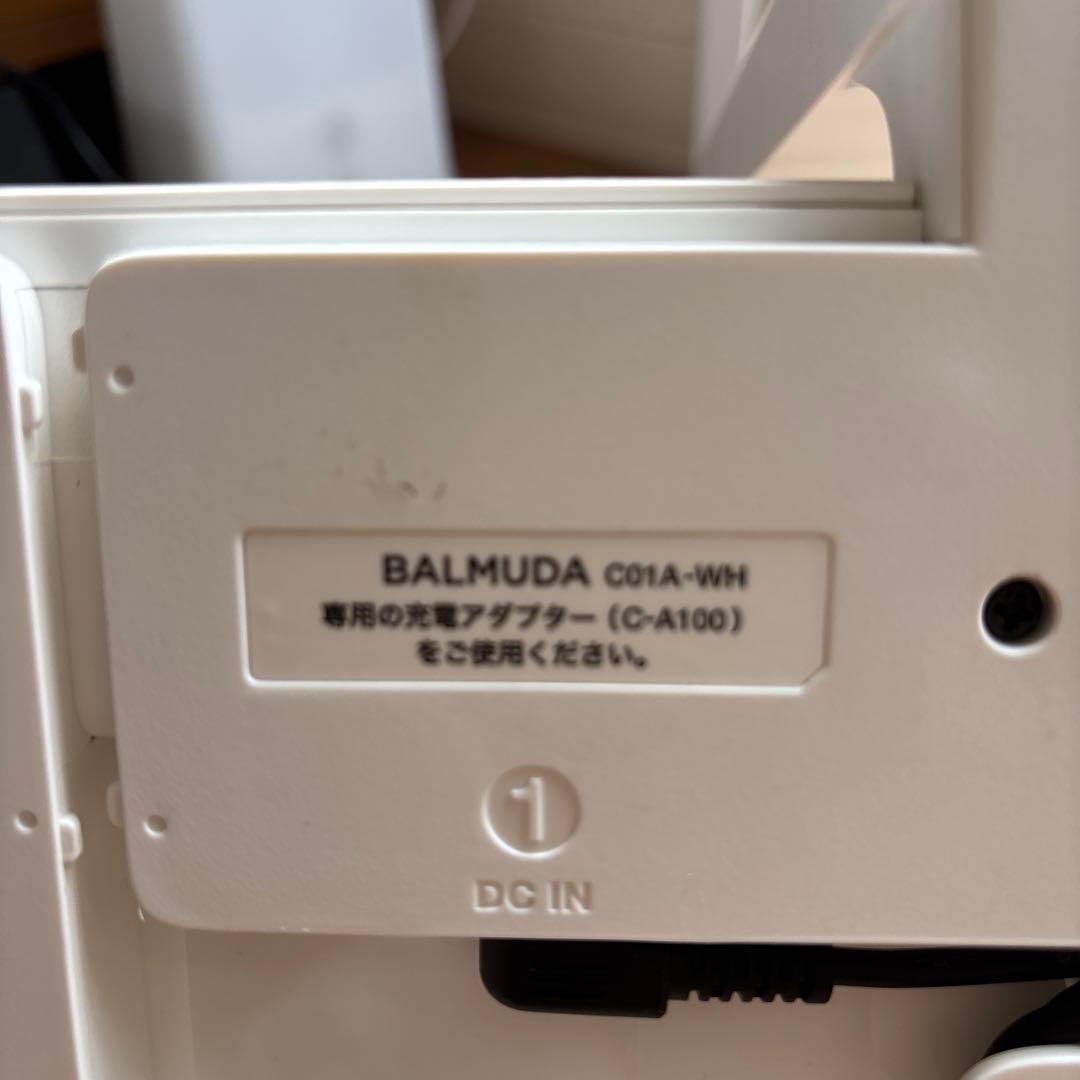 BALMUDA C01A-WH
専用の充電アダプター（C-A100）
をご使用ください。
1
DC IN